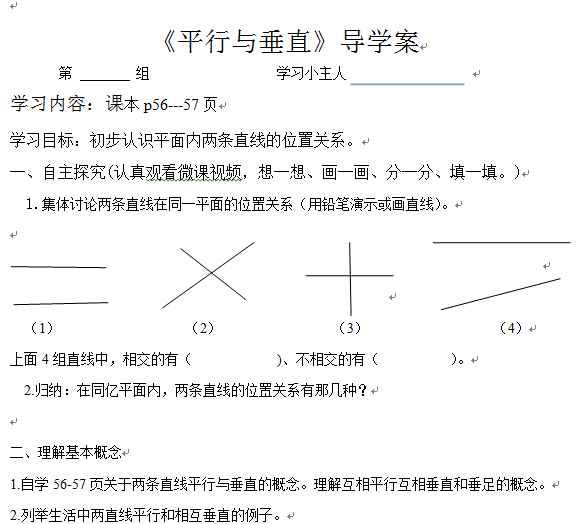 《平行与垂直》导学案
第 ______ 组 学习小主人 ______________
学习内容：课本 p56---57 页
学习目标：初步认识平面内两条直线的位置关系。
一、自主探究(认真观看微课视频，想一想、画一画、分一分、填一填。)
1.集体讨论两条直线在同一平面的位置关系（用铅笔演示或画直线）。
（1） （2） （3） （4）
上面 4 组直线中，相交的有（ )、不相交的有（ )。
2.归纳：在同亿平面内，两条直线的位置关系有那几种？
二、理解基本概念
1.自学 56-57 页关于两条直线平行与垂直的概念。理解互相平行互相垂直和垂足的概念。
2.列举生活中两直线平行和相互垂直的例子。